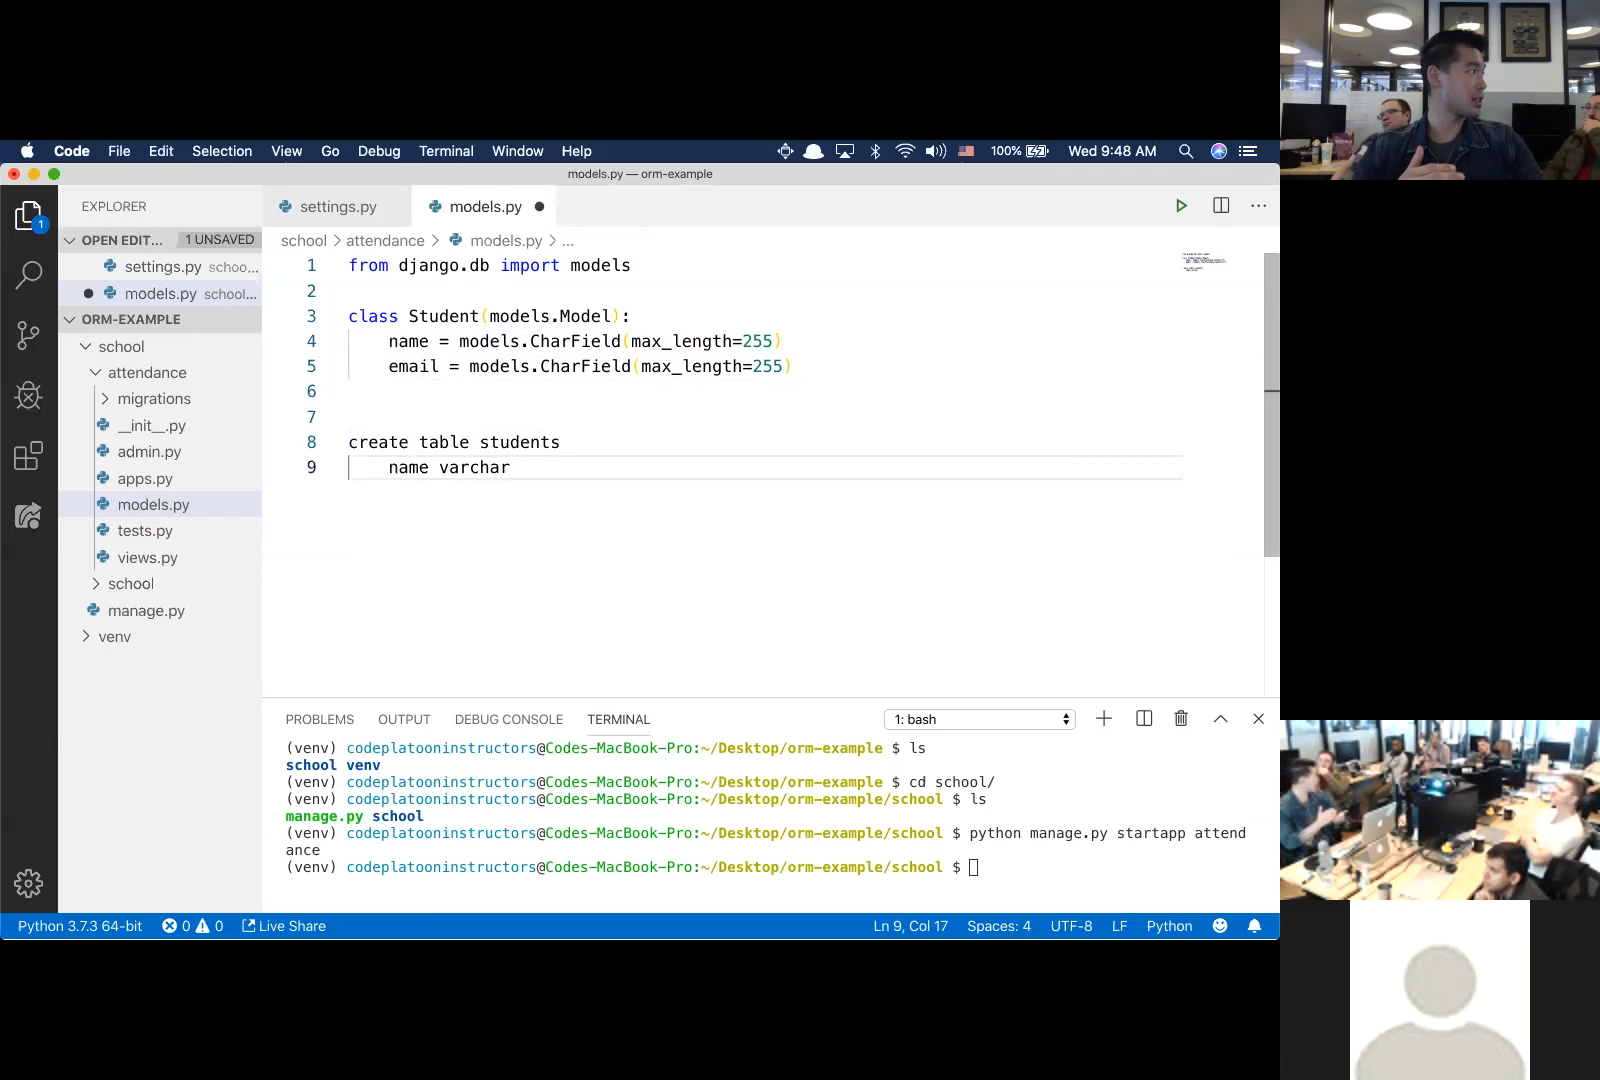 Code File Edit Selection View Go Debug Terminal Window Help 100% Wed 9:48 AM
models.py — orm-example
EXPLORER
OPEN EDIT... 1 UNSAVED
settings.py schoo...
models.py school...
ORM-EXAMPLE
school
attendance
migrations
__init__.py
admin.py
apps.py
models.py
tests.py
views.py
school
manage.py
venv
1
settings.py models.py
school attendance models.py ...
1 from django.db import models
2
3 class Student(models.Model):
4 name = models.CharField(max_length=255)
5 email = models.CharField(max_length=255)
6
7
8 create table students
9 name varchar
PROBLEMS OUTPUT DEBUG CONSOLE TERMINAL 1: bash
(venv) codeplatooninstructors@Codes-MacBook-Pro:~/Desktop/orm-example $ ls
school venv
(venv) codeplatooninstructors@Codes-MacBook-Pro:~/Desktop/orm-example $ cd school/
(venv) codeplatooninstructors@Codes-MacBook-Pro:~/Desktop/orm-example/school $ ls
manage.py school
(venv) codeplatooninstructors@Codes-MacBook-Pro:~/Desktop/orm-example/school $ python manage.py startapp attend
ance
(venv) codeplatooninstructors@Codes-MacBook-Pro:~/Desktop/orm-example/school $
Python 3.7.3 64-bit 0 0 Live Share Ln 9, Col 17 Spaces: 4 UTF-8 LF Python